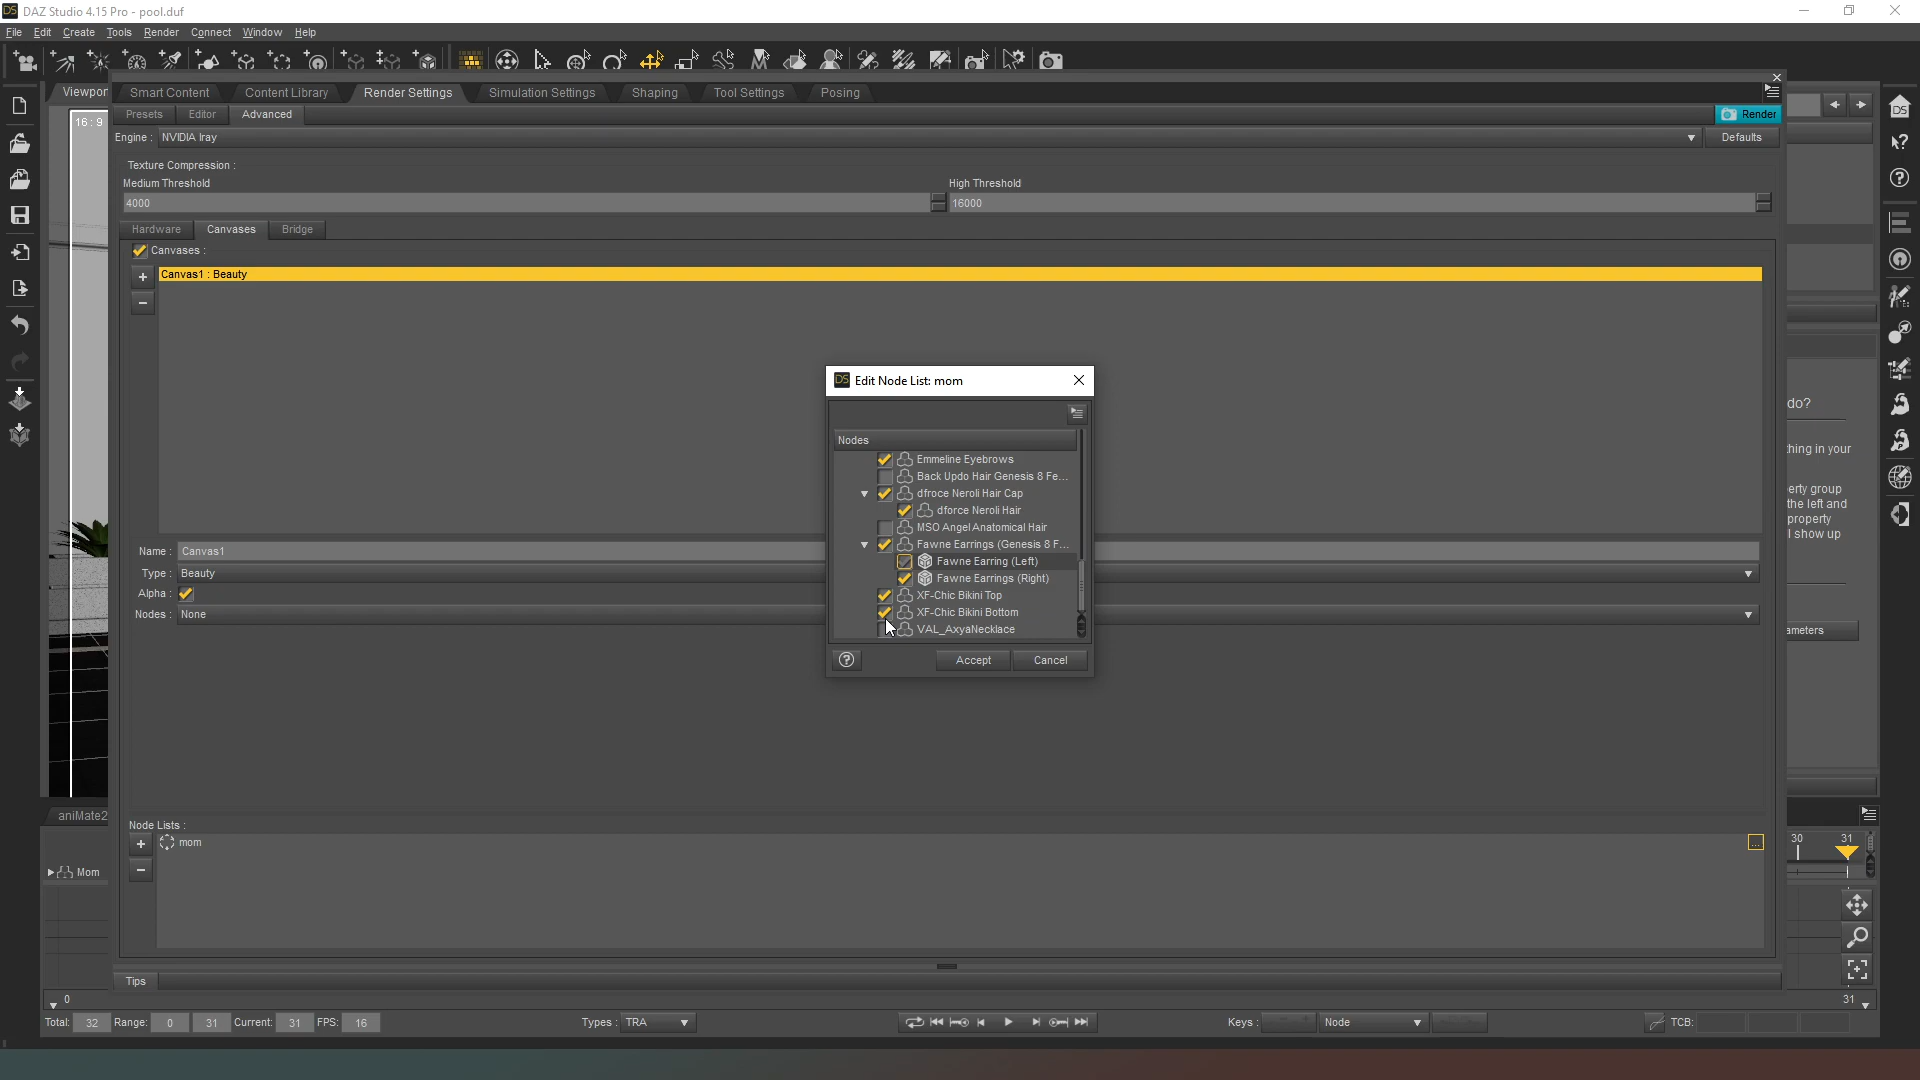 DAZ Studio 4.15 Pro - pool.duf
File Edit Create Tools Render Connect Window Help
Viewpor
Smart Content Content Library Render Settings Simulation Settings Shaping Tool Settings Posing
16 : 9
Presets Editor Advanced
Render
Engine : NVIDIA Iray
Defaults
Texture Compression :
Medium Threshold
High Threshold
4000
16000
Hardware Canvases Bridge
Canvases :
Canvas1 : Beauty
Edit Node List: mom
Nodes
Emmeline Eyebrows
Back Updo Hair Genesis 8 Fe...
dfroce Neroli Hair Cap
dforce Neroli Hair
MSO Angel Anatomical Hair
Fawne Earrings (Genesis 8 F...
Fawne Earring (Left)
Fawne Earrings (Right)
XF-Chic Bikini Top
XF-Chic Bikini Bottom
VAL_AxyaNecklace
Accept Cancel
Name : Canvas1
Type : Beauty
Alpha :
Nodes : None
do?
hing in your
erty group
the left and
property
l show up
ameters
Node Lists :
mom
...
aniMate2
Mom
30 31
Tips
0
31
Total: 32 Range: 0 31 Current: 31 FPS: 16
Types : TRA
Keys : Node
TCB: